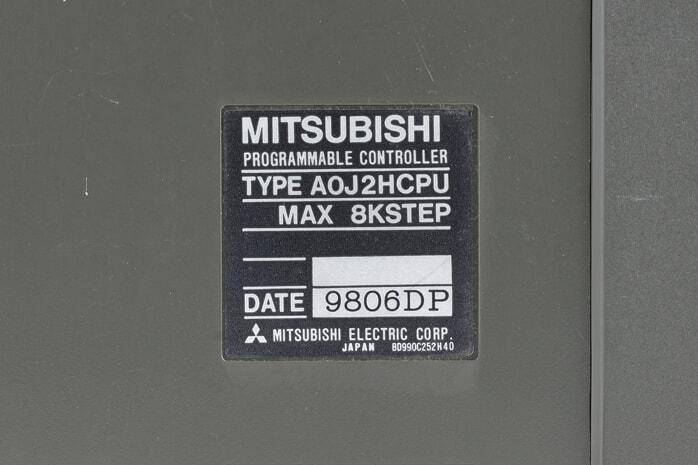 MITSUBISHI
PROGRAMMABLE CONTROLLER
TYPE A0J2HCPU
MAX 8KSTEP
DATE 9806DP
MITSUBISHI ELECTRIC CORP.
JAPAN BD990C252H40